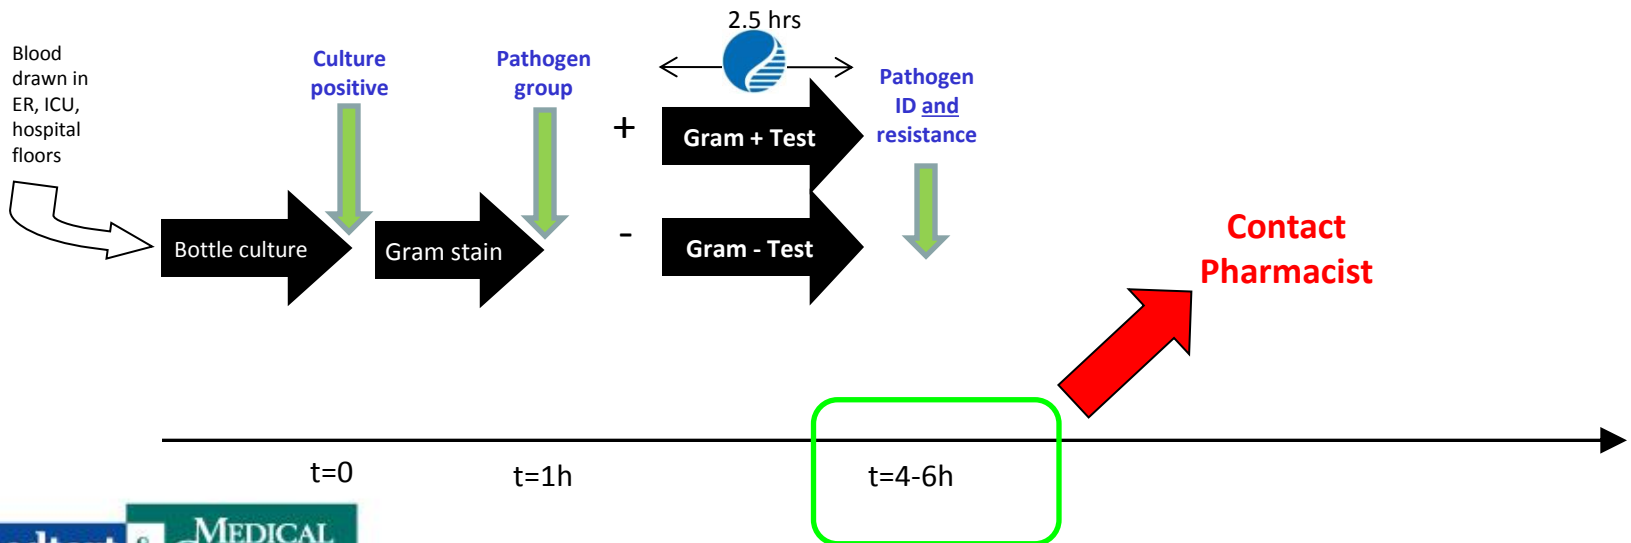 Blood
drawn in
ER, ICU,
hospital
floors
Culture
positive
Pathogen
group
2.5 hrs
Pathogen
ID and
resistance
+
Gram + Test
-
Gram - Test
Bottle culture
Gram stain
Contact
Pharmacist
t=0
t=1h
t=4-6h
MEDICAL